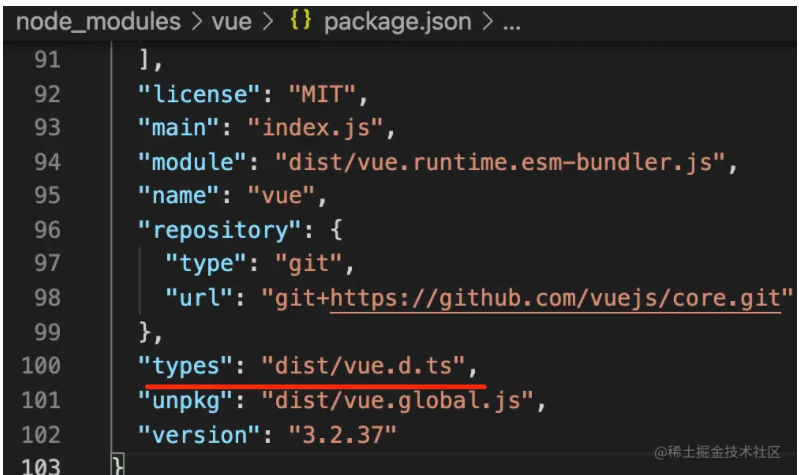 node_modules > vue > {} package.json > ...
91 ],
92 "license": "MIT",
93 "main": "index.js",
94 "module": "dist/vue.runtime.esm-bundler.js",
95 "name": "vue",
96 "repository": {
97 "type": "git",
98 "url": "git+https://github.com/vuejs/core.git"
99 },
100 "types": "dist/vue.d.ts",
101 "unpkg": "dist/vue.global.js",
102 "version": "3.2.37"
103 }
@稀土掘金技术社区